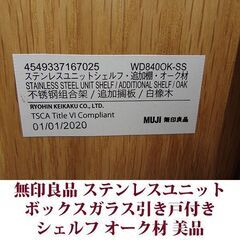 4549337167025 WD840OK-SS
ステンレスユニットシェルフ・追加棚・オーク材
STAINLESS STEEL UNIT SHELF / ADDITIONAL SHELF / OAK
不锈钢组合架 / 追加搁板 / 白橡木
RYOHIN KEIKAKU CO., LTD.
TSCA Title VI Compliant
MUJI 無印良品
01/01/2020
無印良品 ステンレスユニット
ボックスガラス引き戸付き
シェルフ オーク材 美品